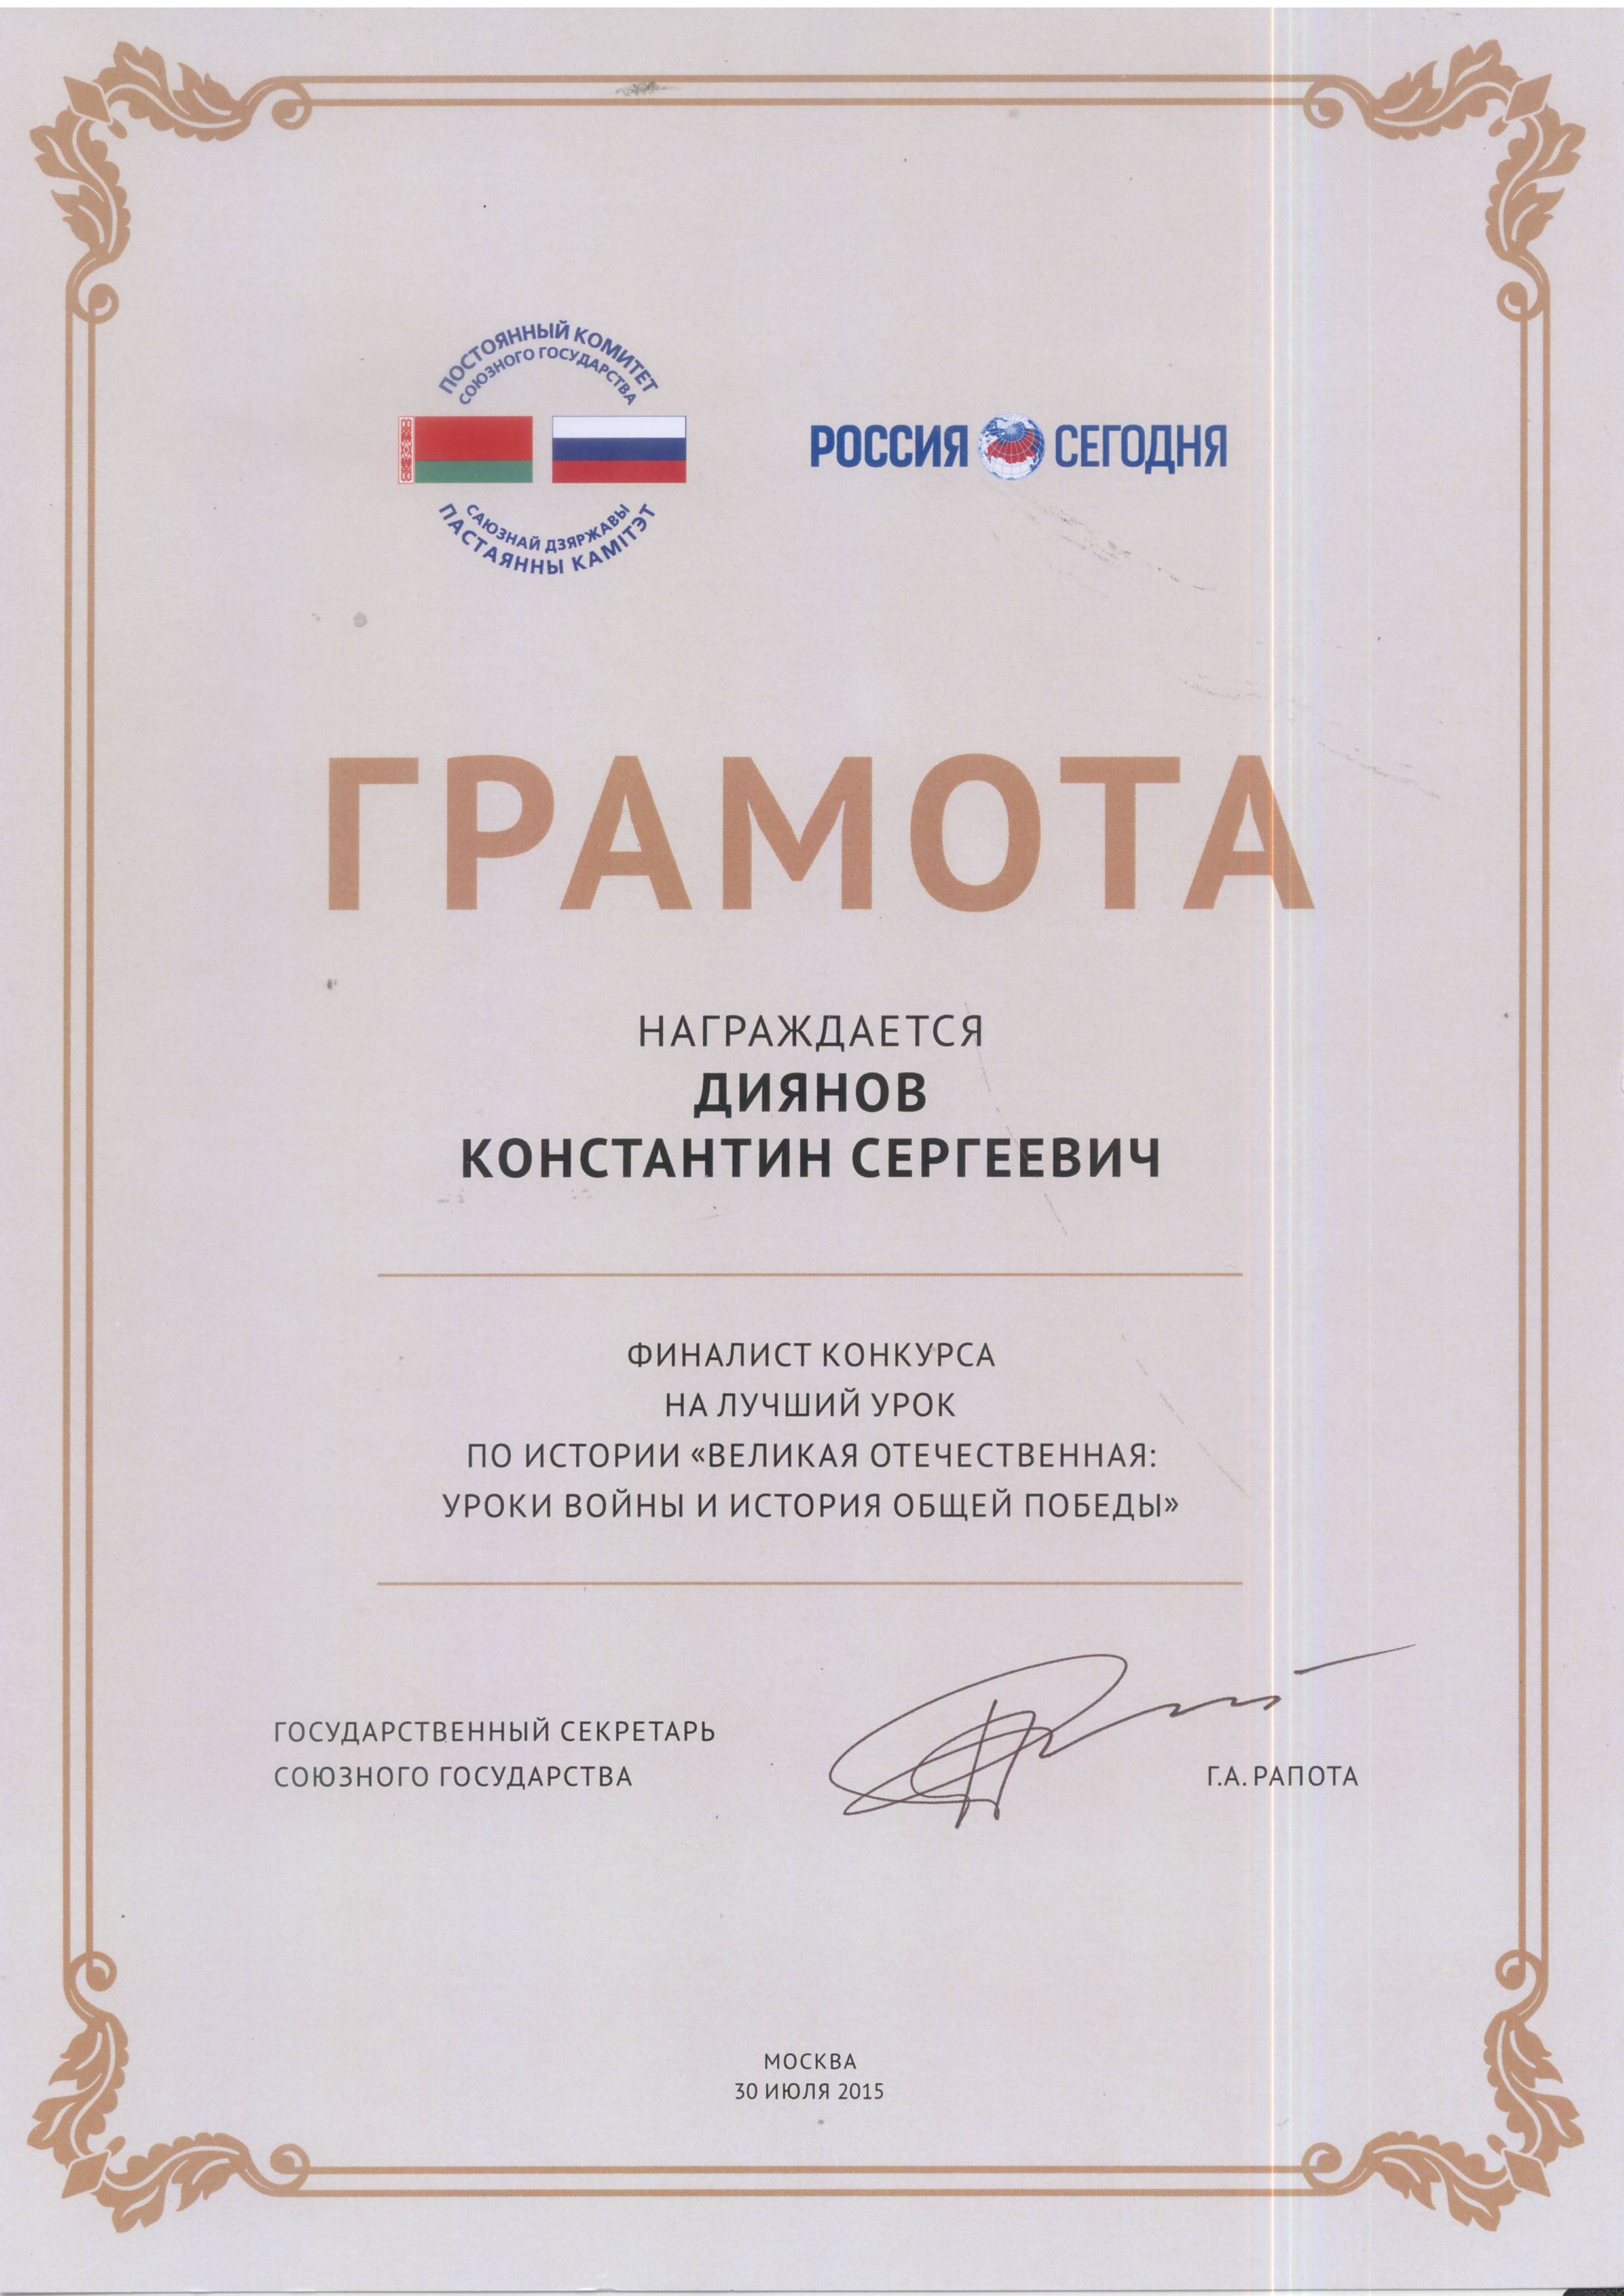 ПОСТОЯННЫЙ КОМИТЕТ
СОЮЗНОГО ГОСУДАРСТВА
САЮЗНАЙ ДЗЯРЖАВЫ
ПАСТАЯННЫ КАМІТЭТ
РОССИЯ СЕГОДНЯ
ГРАМОТА
НАГРАЖДАЕТСЯ
ДИЯНОВ
КОНСТАНТИН СЕРГЕЕВИЧ
ФИНАЛИСТ КОНКУРСА
НА ЛУЧШИЙ УРОК
ПО ИСТОРИИ «ВЕЛИКАЯ ОТЕЧЕСТВЕННАЯ:
УРОКИ ВОЙНЫ И ИСТОРИЯ ОБЩЕЙ ПОБЕДЫ»
ГОСУДАРСТВЕННЫЙ СЕКРЕТАРЬ
СОЮЗНОГО ГОСУДАРСТВА
Г.А. РАПОТА
МОСКВА
30 ИЮЛЯ 2015